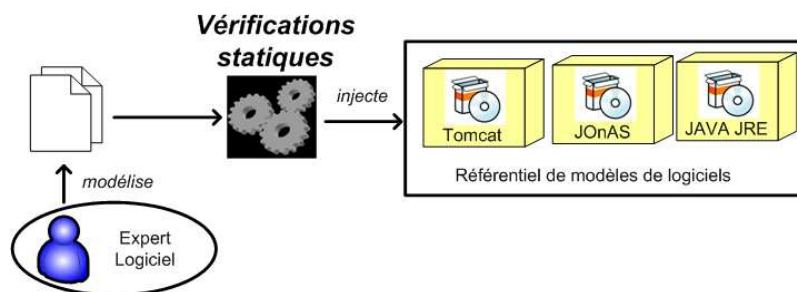 Vérifications
statiques
injecte
Tomcat
JOnAS
JAVA JRE
Référentiel de modèles de logiciels
modélise
Expert
Logiciel